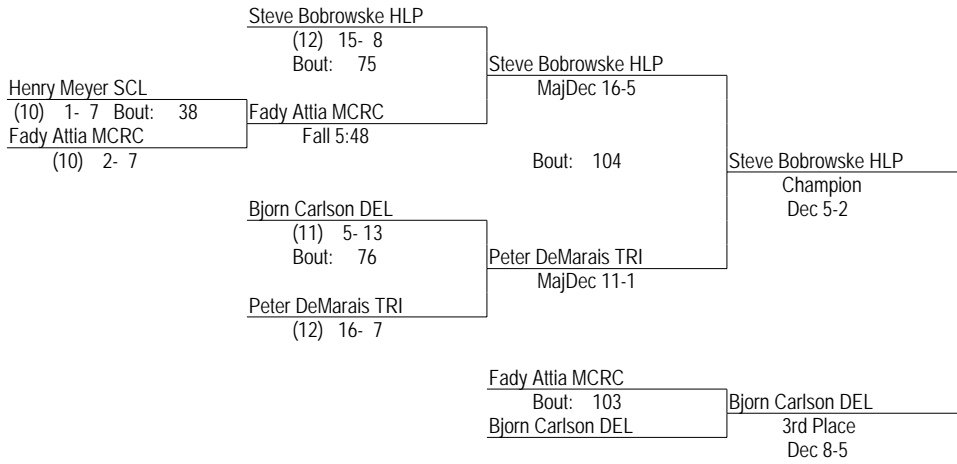 Steve Bobrowske HLP
(12) 15- 8
Bout: 75
Steve Bobrowske HLP
MajDec 16-5
Henry Meyer SCL
(10) 1- 7 Bout: 38
Fady Attia MCRC
Fall 5:48
Fady Attia MCRC
(10) 2- 7
Bout: 104
Steve Bobrowske HLP
Champion
Dec 5-2
Bjorn Carlson DEL
(11) 5- 13
Bout: 76
Peter DeMarais TRI
MajDec 11-1
Peter DeMarais TRI
(12) 16- 7
Fady Attia MCRC
Bout: 103
Bjorn Carlson DEL
Bjorn Carlson DEL
3rd Place
Dec 8-5